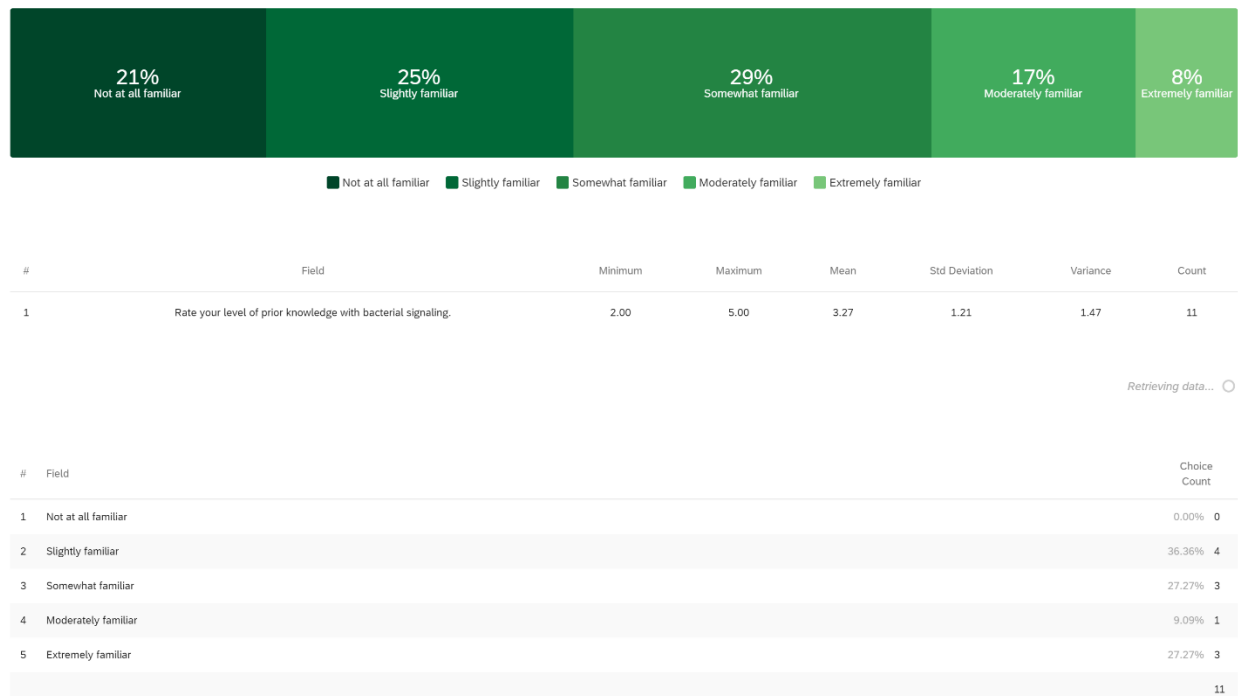 21% 25% 29% 17% 8%
Not at all familiar Slightly familiar Somewhat familiar Moderately familiar Extremely familiar
Not at all familiar Slightly familiar Somewhat familiar Moderately familiar Extremely familiar
# Field Minimum Maximum Mean Std Deviation Variance Count
1 Rate your level of prior knowledge with bacterial signaling. 2.00 5.00 3.27 1.21 1.47 11
Retrieving data...
# Field Choice Count
1 Not at all familiar 0.00% 0
2 Slightly familiar 36.36% 4
3 Somewhat familiar 27.27% 3
4 Moderately familiar 9.09% 1
5 Extremely familiar 27.27% 3
11